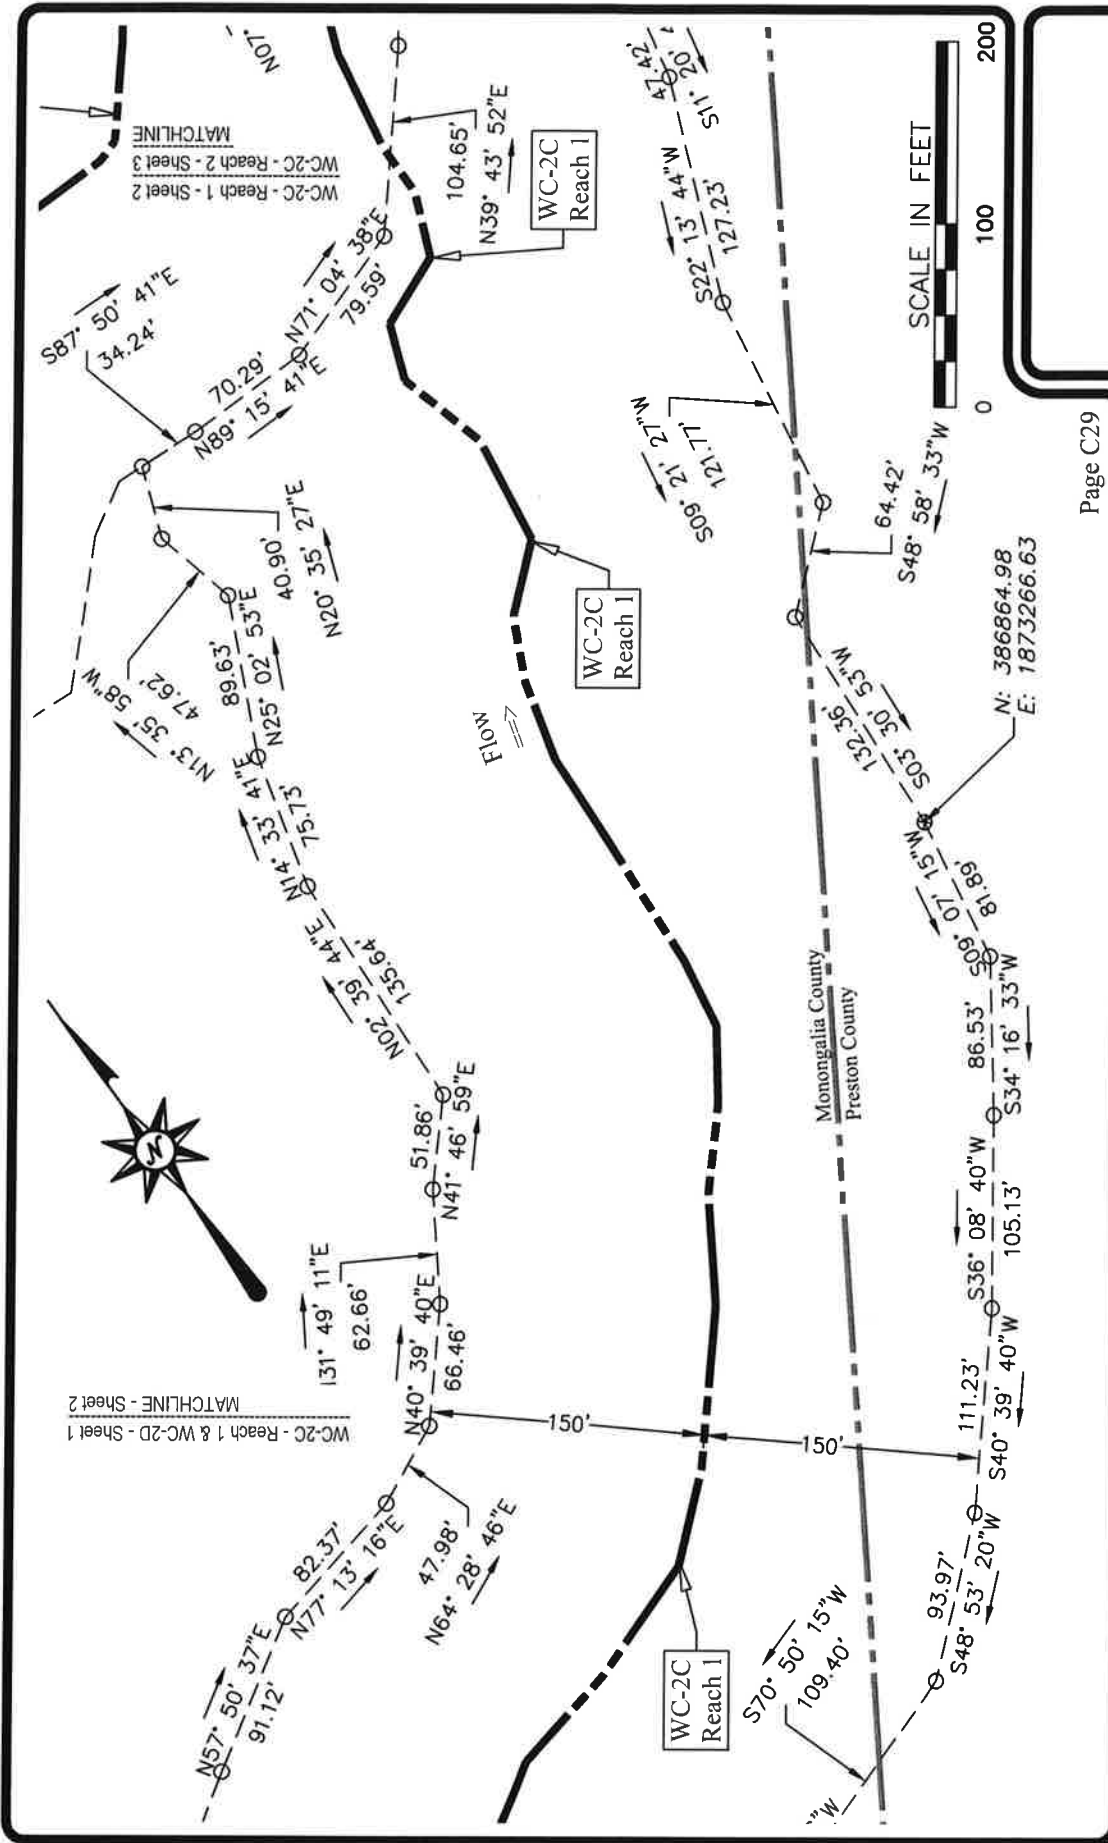 N57° 50' 37"E
91.12'
82.37'
N77° 13' 16"E
47.98'
N64° 28' 46"E
WC-2C - Reach 1 & WC-2D - Sheet 1
MATCHLINE - Sheet 2
N40° 39' 40"E
66.46'
131° 49' 11"E
62.66'
51.86'
N41° 46' 59"E
N02° 39' 44"E
135.64'
N14° 33' 41"E
75.73'
89.63'
N25° 02' 53"E
N13° 35' 58"W
47.62'
40.90'
N20° 35' 27"E
S87° 50' 41"E
34.24'
70.29'
N89° 15' 41"E
N71° 04' 38"E
79.59'
104.65'
N39° 43' 52"E
N07°
WC-2C - Reach 1 - Sheet 2
WC-2C - Reach 2 - Sheet 3
MATCHLINE
N
150'
150'
Flow
WC-2C
Reach 1
WC-2C
Reach 1
WC-2C
Reach 1
Monongalia County
Preston County
S70° 50' 15"W
109.40'
"W
93.97'
S48° 53' 20"W
111.23'
S40° 39' 40"W
S36° 08' 40"W
105.13'
86.53'
S34° 16' 33"W
S09° 07' 15"W
81.89'
132.36'
S03° 30' 53"W
N: 386864.98
E: 1873266.63
64.42'
S48° 58' 33"W
S09° 21' 27"W
121.77'
S22° 13' 44"W
127.23'
47.42'
S11° 20'
SCALE IN FEET
0 100 200
Page C29